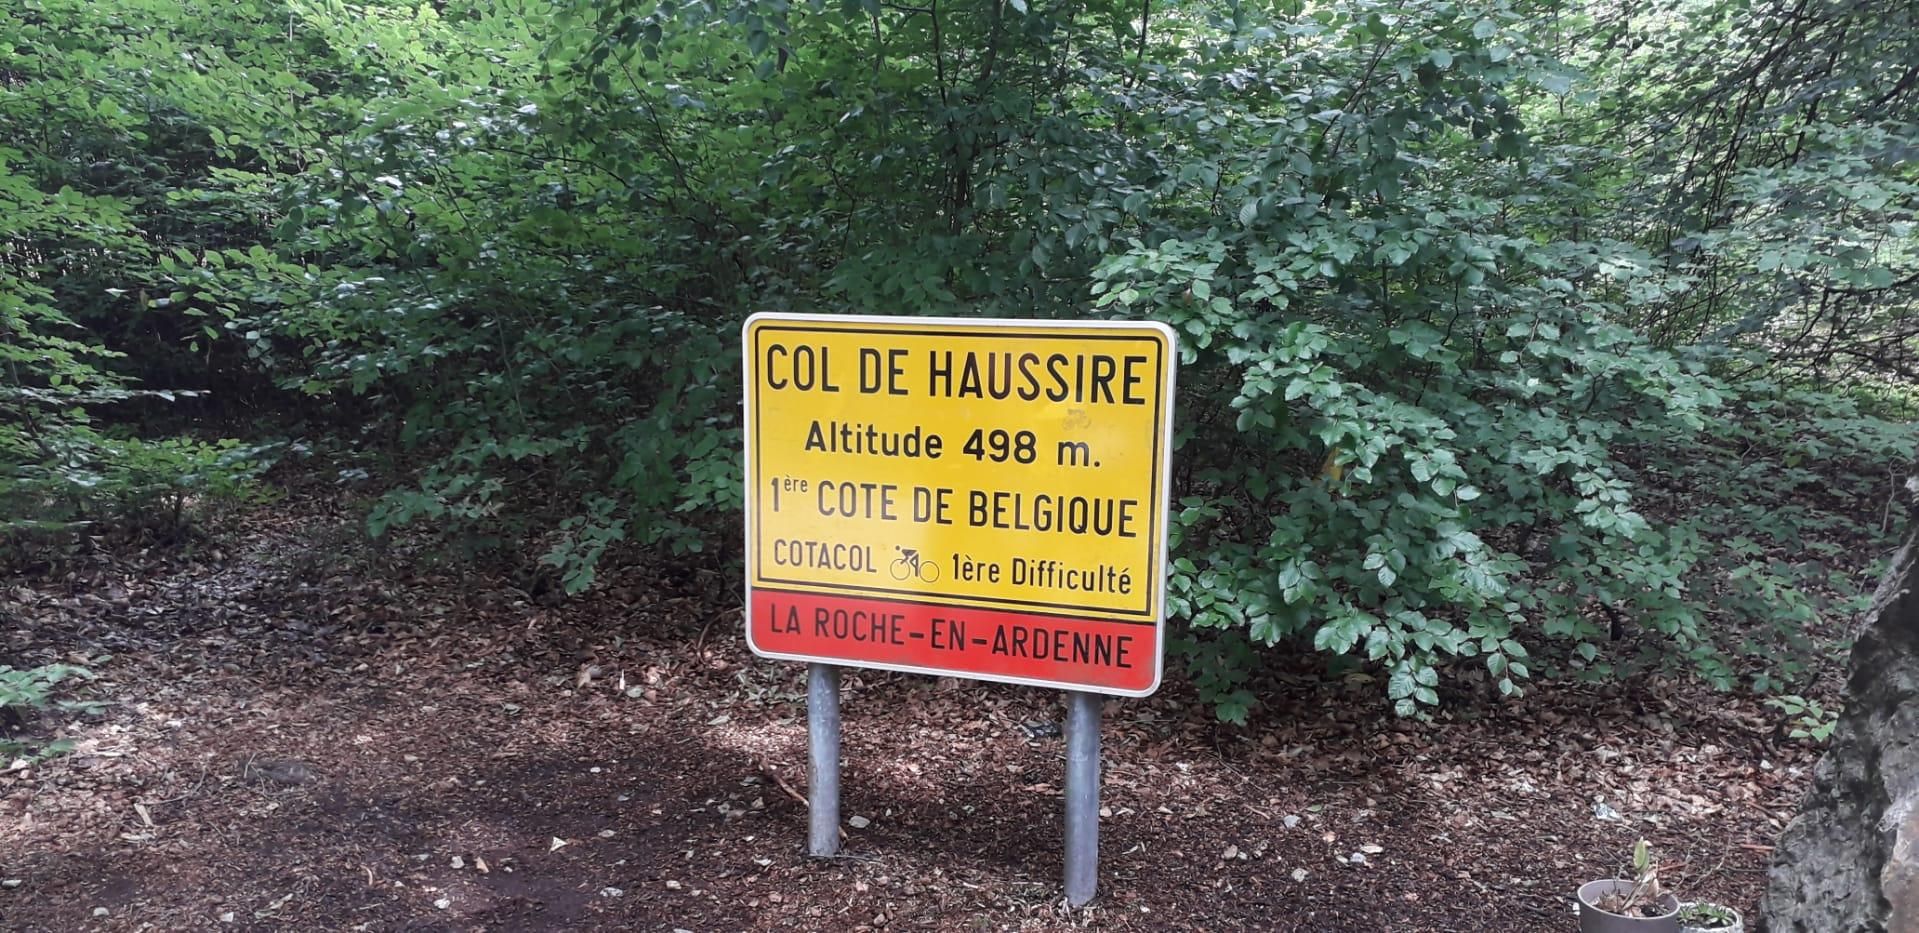 COL DE HAUSSIRE
Altitude 498 m.
1ère COTE DE BELGIQUE
COTACOL 1ère Difficulté
LA ROCHE-EN-ARDENNE